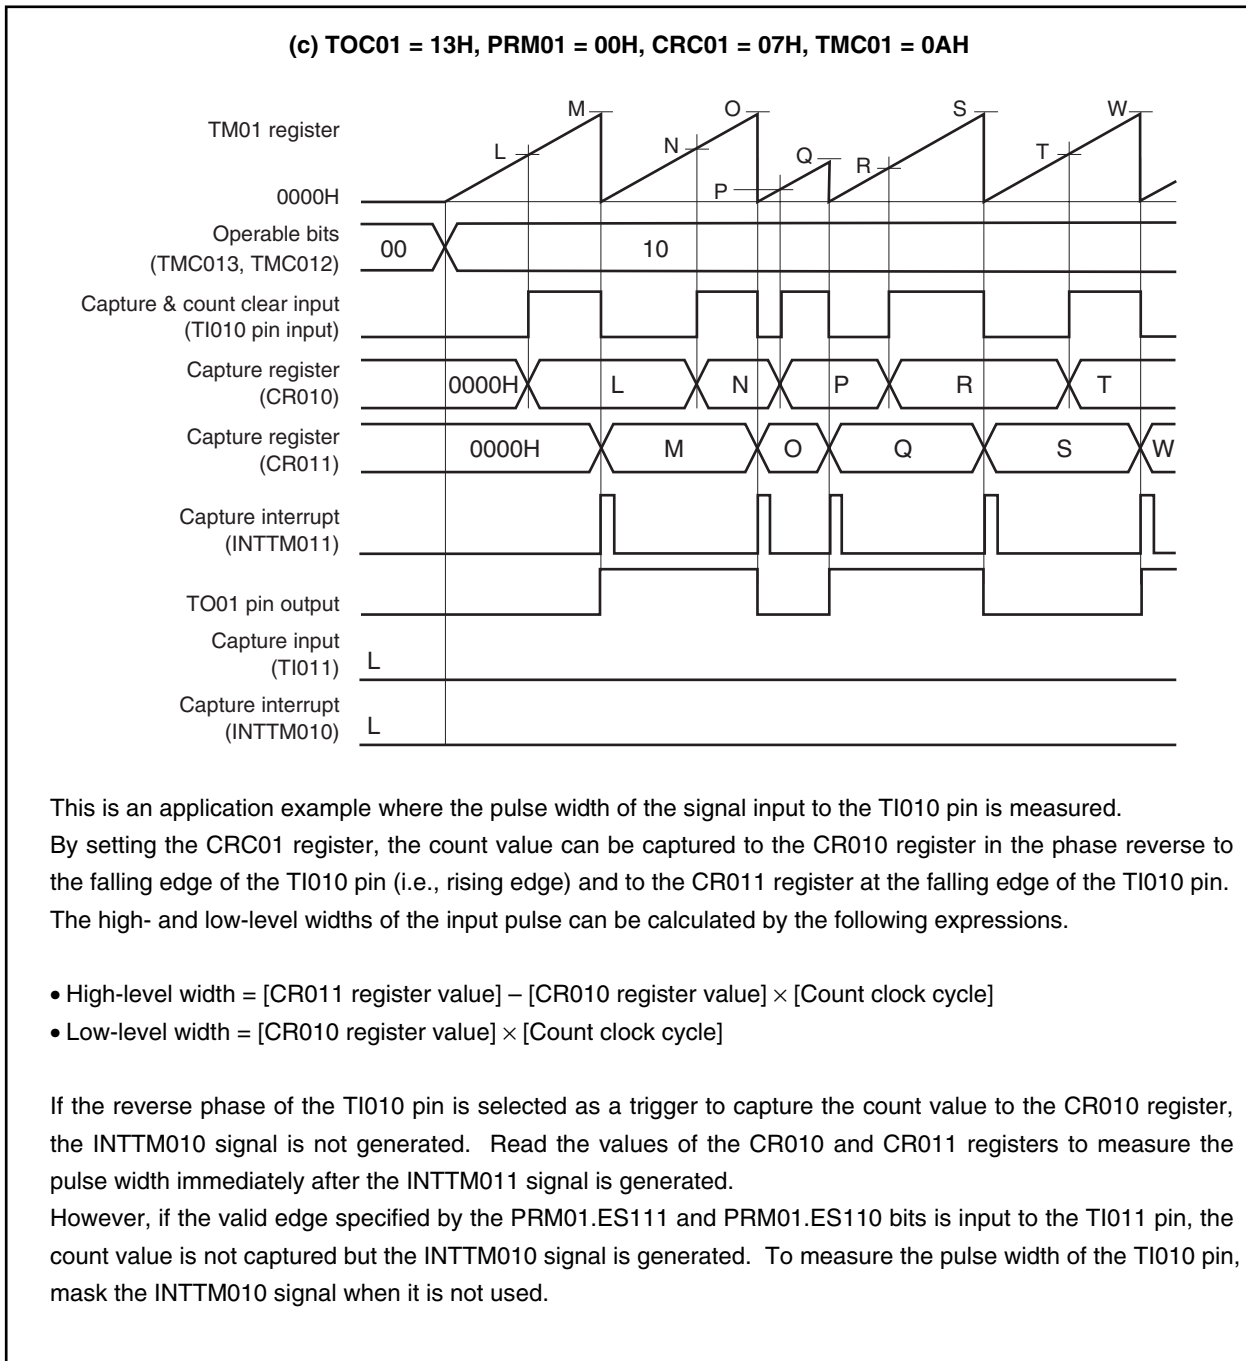 (c) TOC01 = 13H, PRM01 = 00H, CRC01 = 07H, TMC01 = 0AH
TM01 register
0000H
L
M
N
O
P
Q
R
S
T
W
Operable bits
(TMC013, TMC012)
00
10
Capture & count clear input
(TI010 pin input)
Capture register
(CR010)
0000H
L
N
P
R
T
Capture register
(CR011)
0000H
M
O
Q
S
W
Capture interrupt
(INTTM011)
TO01 pin output
Capture input
(TI011)
L
Capture interrupt
(INTTM010)
L
This is an application example where the pulse width of the signal input to the TI010 pin is measured.
By setting the CRC01 register, the count value can be captured to the CR010 register in the phase reverse to
the falling edge of the TI010 pin (i.e., rising edge) and to the CR011 register at the falling edge of the TI010 pin.
The high- and low-level widths of the input pulse can be calculated by the following expressions.
• High-level width = [CR011 register value] – [CR010 register value] × [Count clock cycle]
• Low-level width = [CR010 register value] × [Count clock cycle]
If the reverse phase of the TI010 pin is selected as a trigger to capture the count value to the CR010 register,
the INTTM010 signal is not generated. Read the values of the CR010 and CR011 registers to measure the
pulse width immediately after the INTTM011 signal is generated.
However, if the valid edge specified by the PRM01.ES111 and PRM01.ES110 bits is input to the TI011 pin, the
count value is not captured but the INTTM010 signal is generated. To measure the pulse width of the TI010 pin,
mask the INTTM010 signal when it is not used.